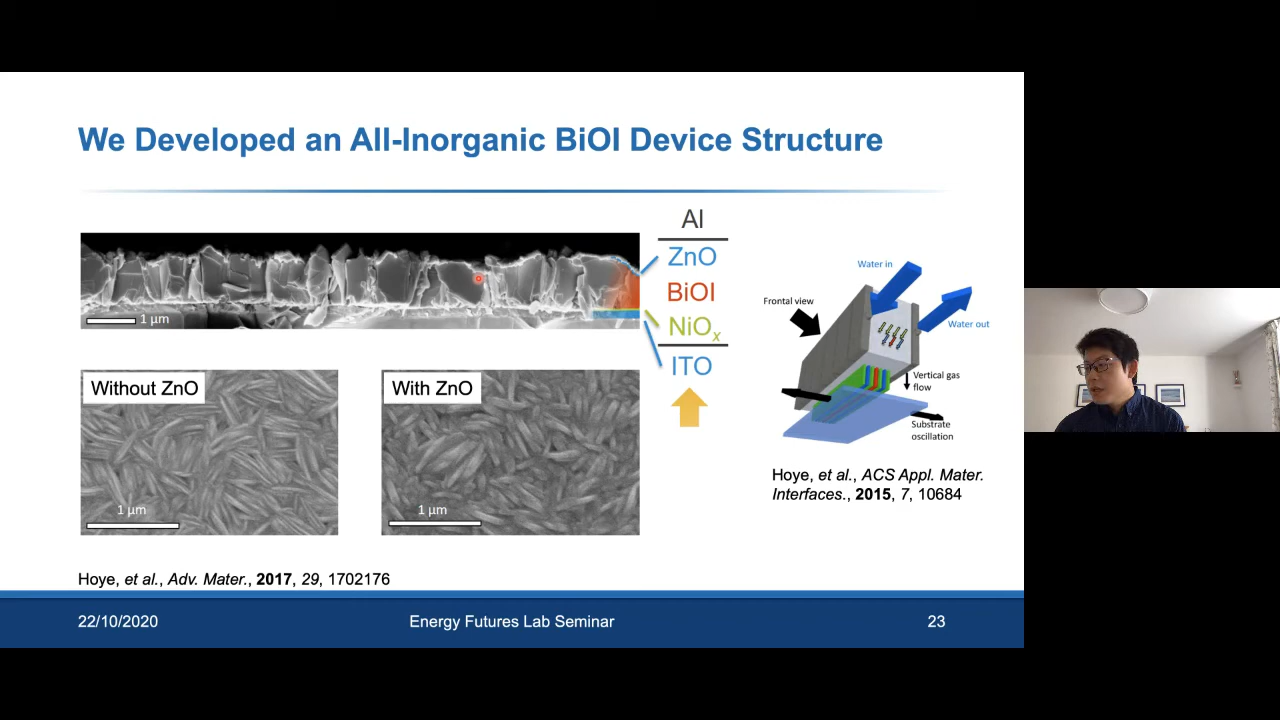 We Developed an All-Inorganic BiOI Device Structure
1 μm
Al
ZnO
BiOI
NiOx
ITO
Without ZnO
1 μm
With ZnO
1 μm
Water in
Frontal view
Water out
Vertical gas
flow
Substrate
oscillation
Hoye, et al., ACS Appl. Mater.
Interfaces., 2015, 7, 10684
Hoye, et al., Adv. Mater., 2017, 29, 1702176
22/10/2020
Energy Futures Lab Seminar
23